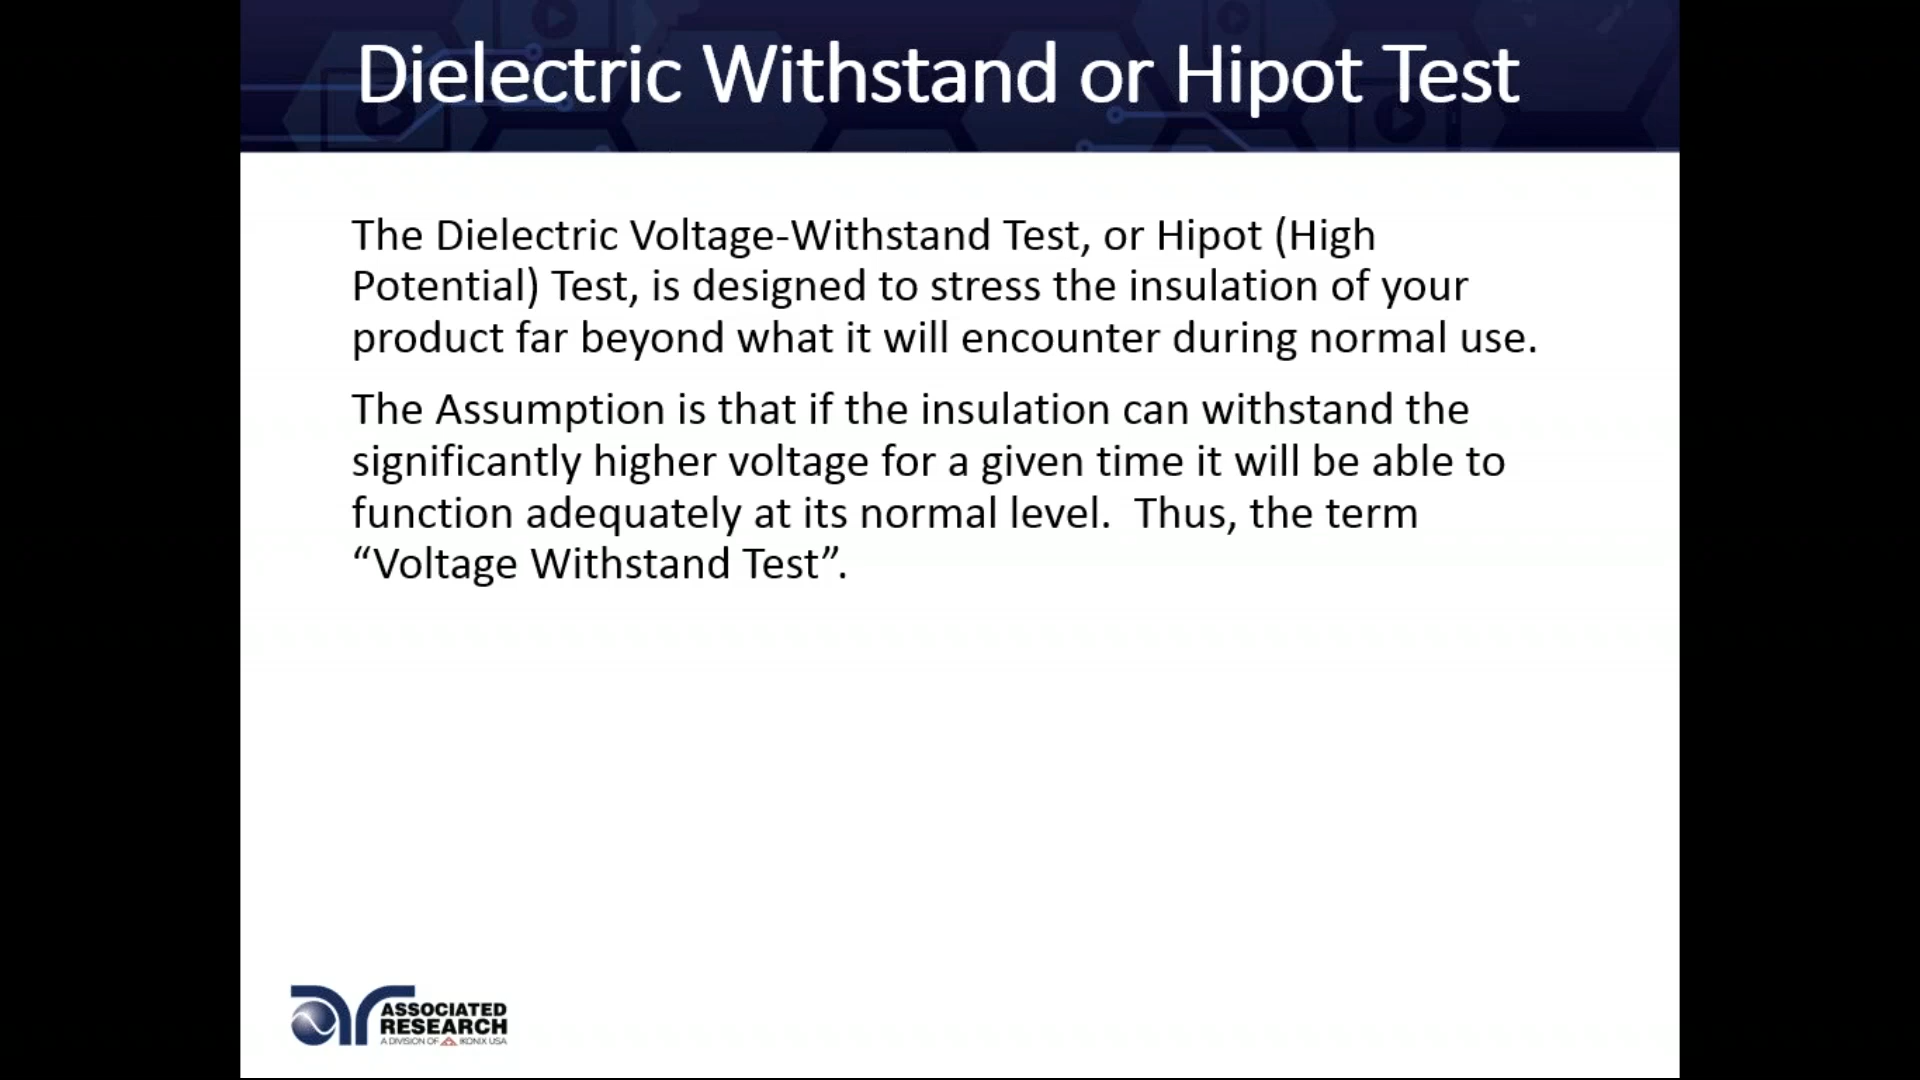 Dielectric Withstand or Hipot Test
The Dielectric Voltage-Withstand Test, or Hipot (High
Potential) Test, is designed to stress the insulation of your
product far beyond what it will encounter during normal use.
The Assumption is that if the insulation can withstand the
significantly higher voltage for a given time it will be able to
function adequately at its normal level.  Thus, the term
“Voltage Withstand Test”.
ar
ASSOCIATED
RESEARCH
A DIVISION OF IKONIX USA